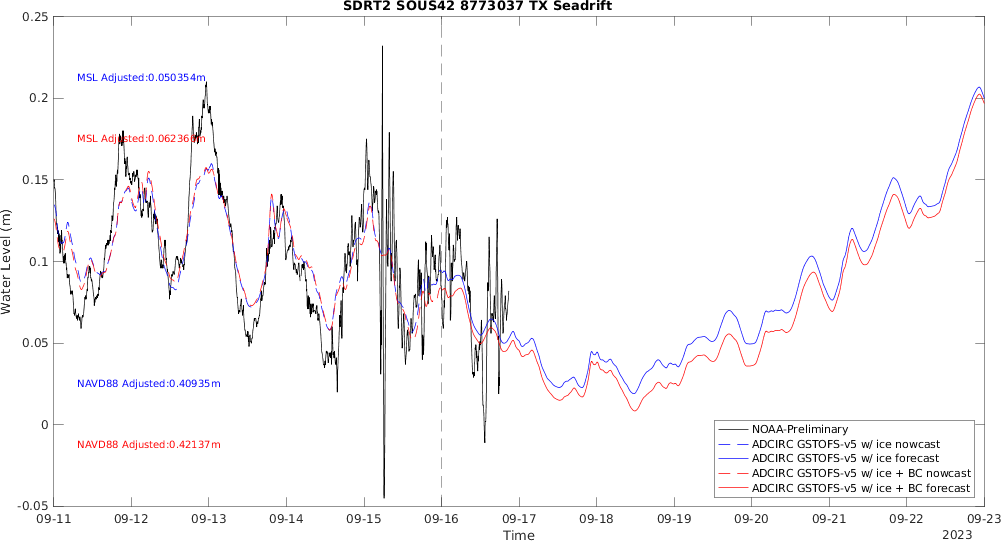 SDRT2 SOUS42 8773037 TX Seadrift
0.25
0.2
0.15
0.1
0.05
0
-0.05
Water Level (m)
MSL Adjusted:0.050354m
MSL Adjusted:0.062366m
NAVD88 Adjusted:0.40935m
NAVD88 Adjusted:0.42137m
NOAA-Preliminary
ADCIRC GSTOFS-v5 w/ ice nowcast
ADCIRC GSTOFS-v5 w/ ice forecast
ADCIRC GSTOFS-v5 w/ ice + BC nowcast
ADCIRC GSTOFS-v5 w/ ice + BC forecast
09-11 09-12 09-13 09-14 09-15 09-16 09-17 09-18 09-19 09-20 09-21 09-22 09-23
Time
2023